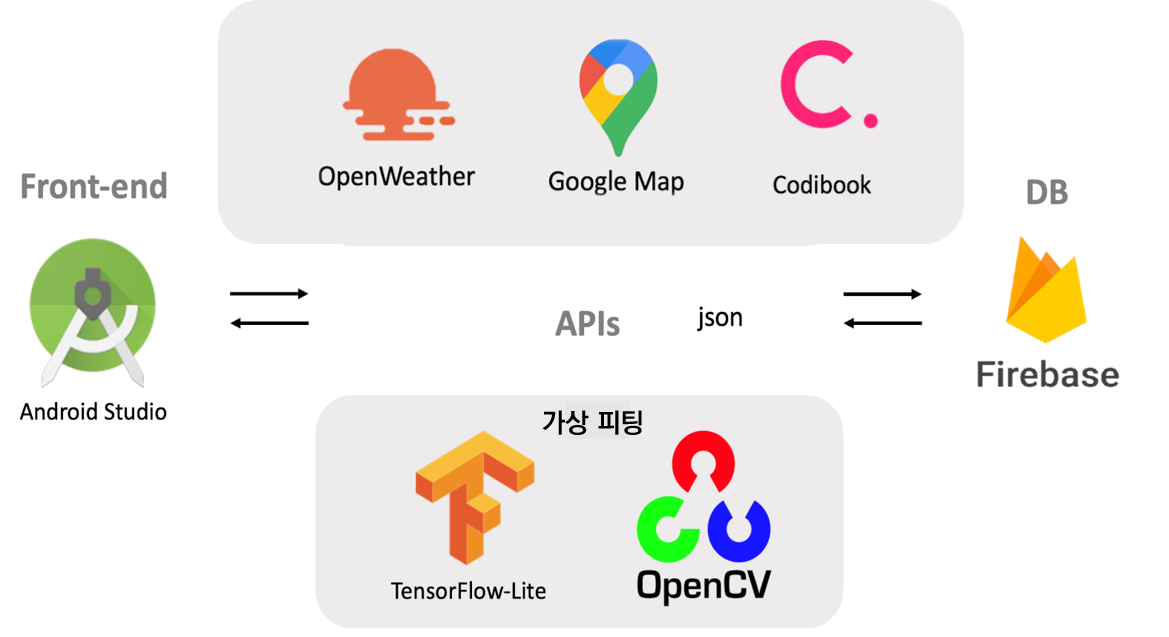 OpenWeather
Google Map
Codibook
Front-end
DB
APIs
json
Android Studio
Firebase
가상 피팅
TensorFlow-Lite
OpenCV